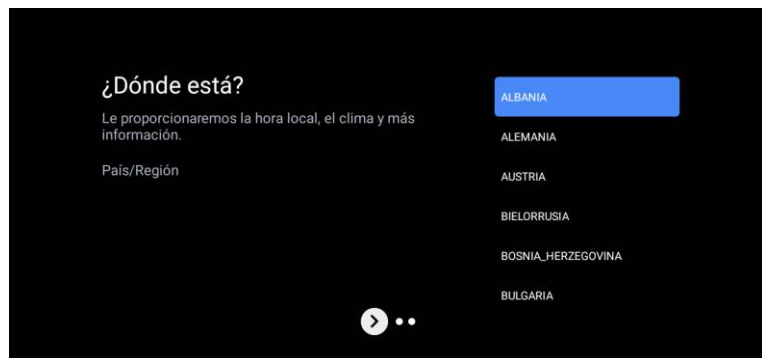 ¿Dónde está?
Le proporcionaremos la hora local, el clima y más
información.
País/Región
ALBANIA
ALEMANIA
AUSTRIA
BIELORRUSIA
BOSNIA_HERZEGOVINA
BULGARIA